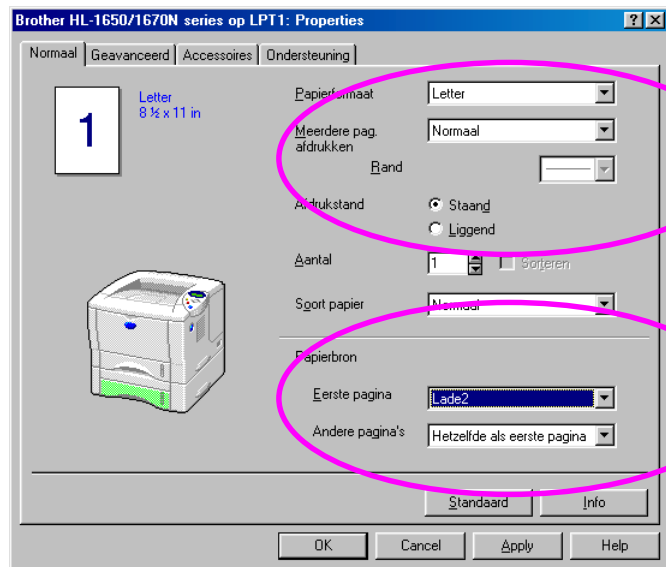 Brother HL-1650/1670N series op LPT1: Properties
Normaal Geavanceerd Accessoires Ondersteuning
1
Letter
8 ½ x 11 in
Papierformaat Letter
Meerdere pag. afdrukken Normaal
Rand
Afdrukstand Staand
Liggend
Aantal 1 Sorteren
Soort papier Normaal
Papierbron
Eerste pagina Lade2
Andere pagina's Hetzelfde als eerste pagina
Standaard Info
OK Cancel Apply Help